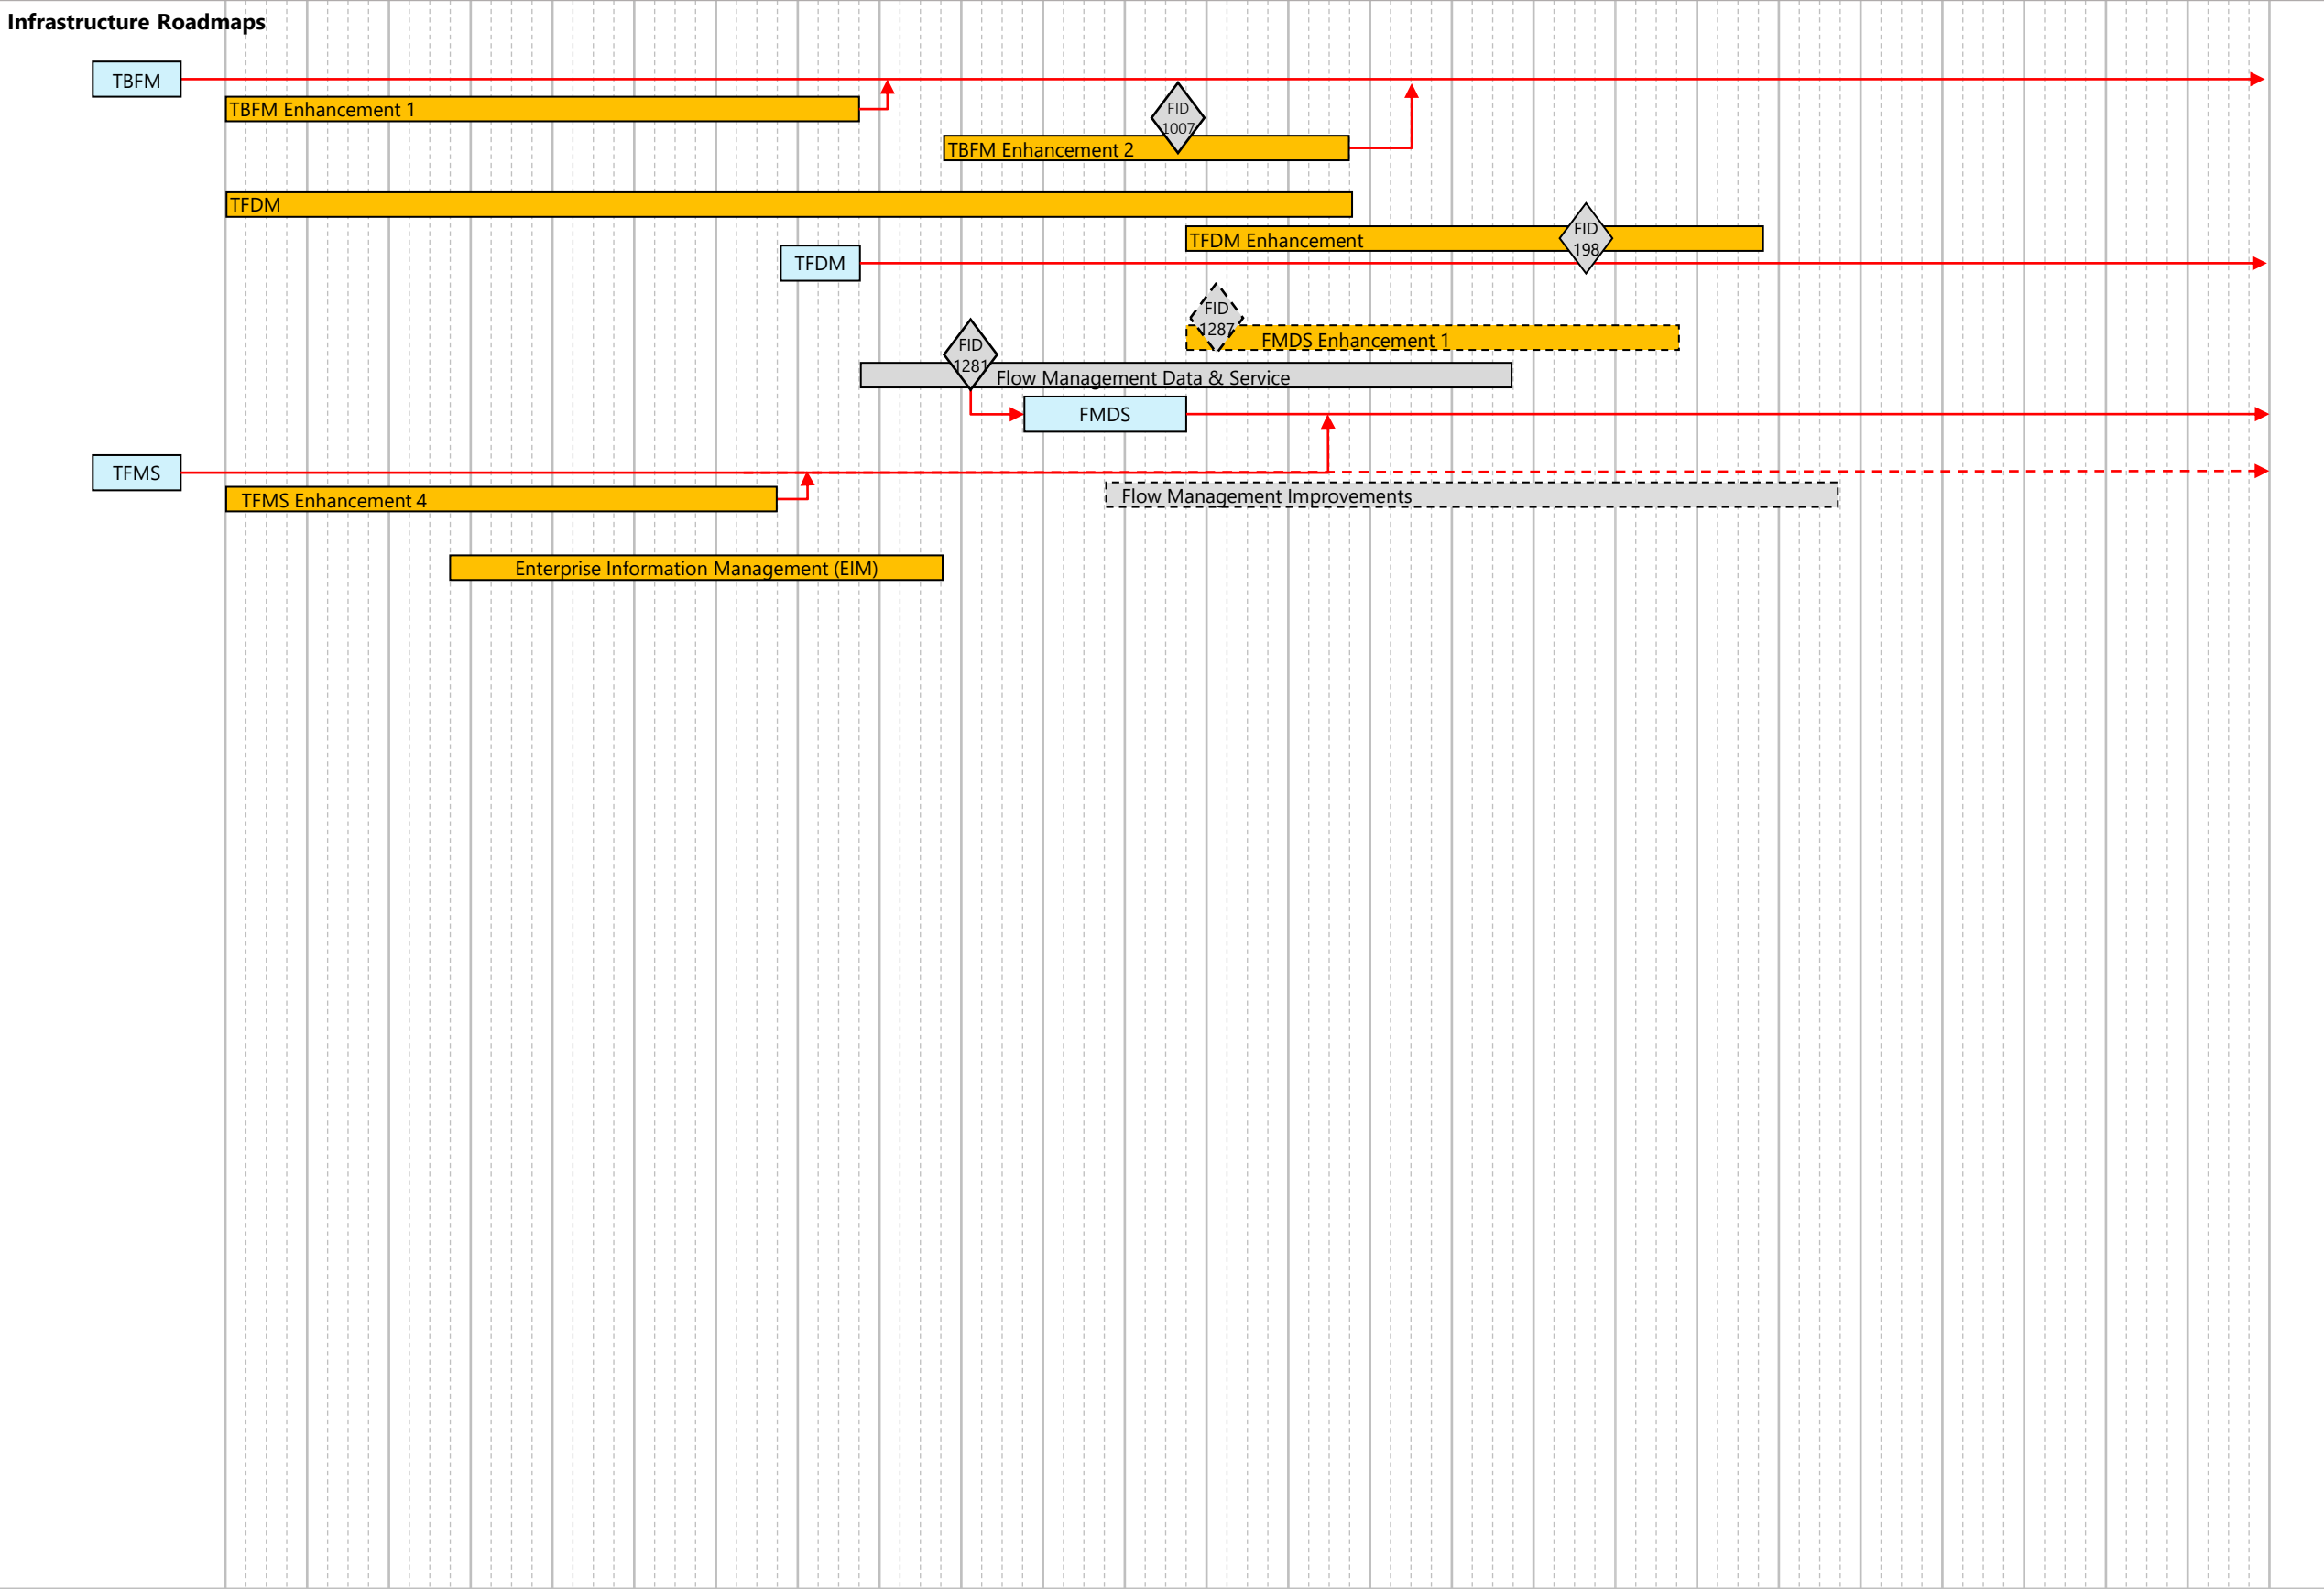 Infrastructure Roadmaps
TBFM
TBFM Enhancement 1
FID
1007
TBFM Enhancement 2
TFDM
FID
198
TFDM Enhancement
TFDM
FID
1287
FMDS Enhancement 1
FID
1281
Flow Management Data & Service
FMDS
TFMS
TFMS Enhancement 4
Flow Management Improvements
Enterprise Information Management (EIM)